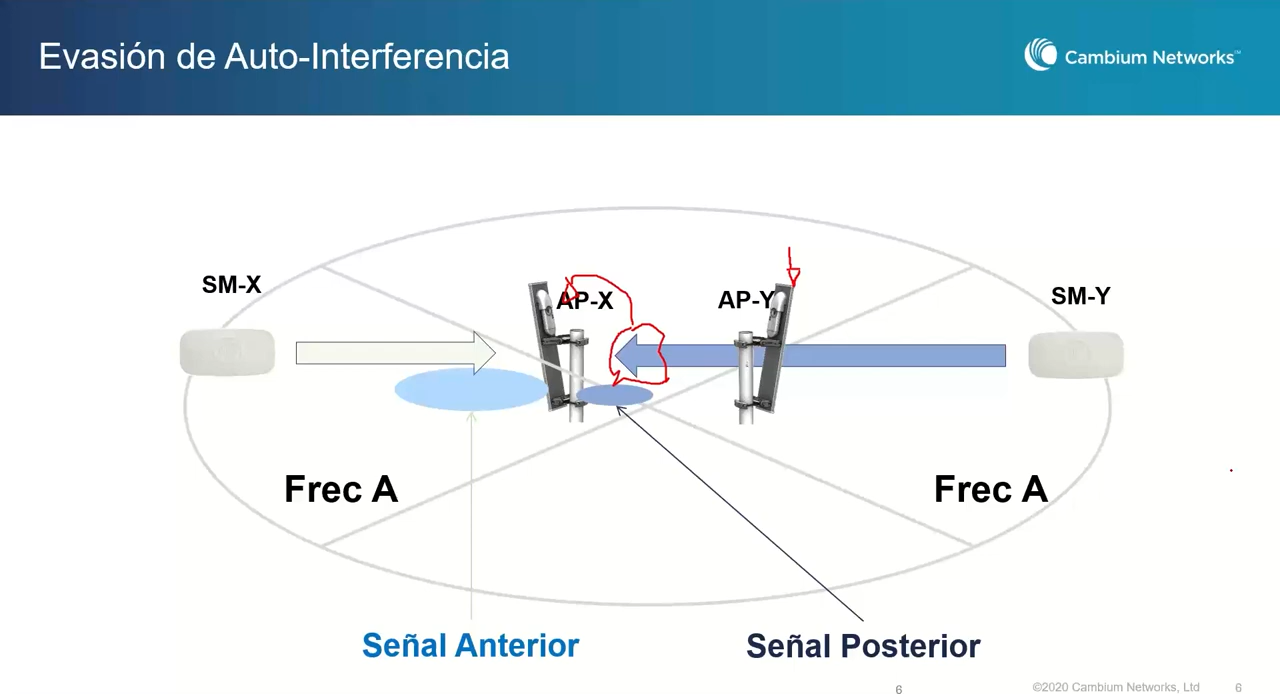 Evasión de Auto-Interferencia
Cambium Networks™
SM-X
AP-X
AP-Y
SM-Y
Frec A
Frec A
Señal Anterior
Señal Posterior
6
©2020 Cambium Networks, Ltd
6